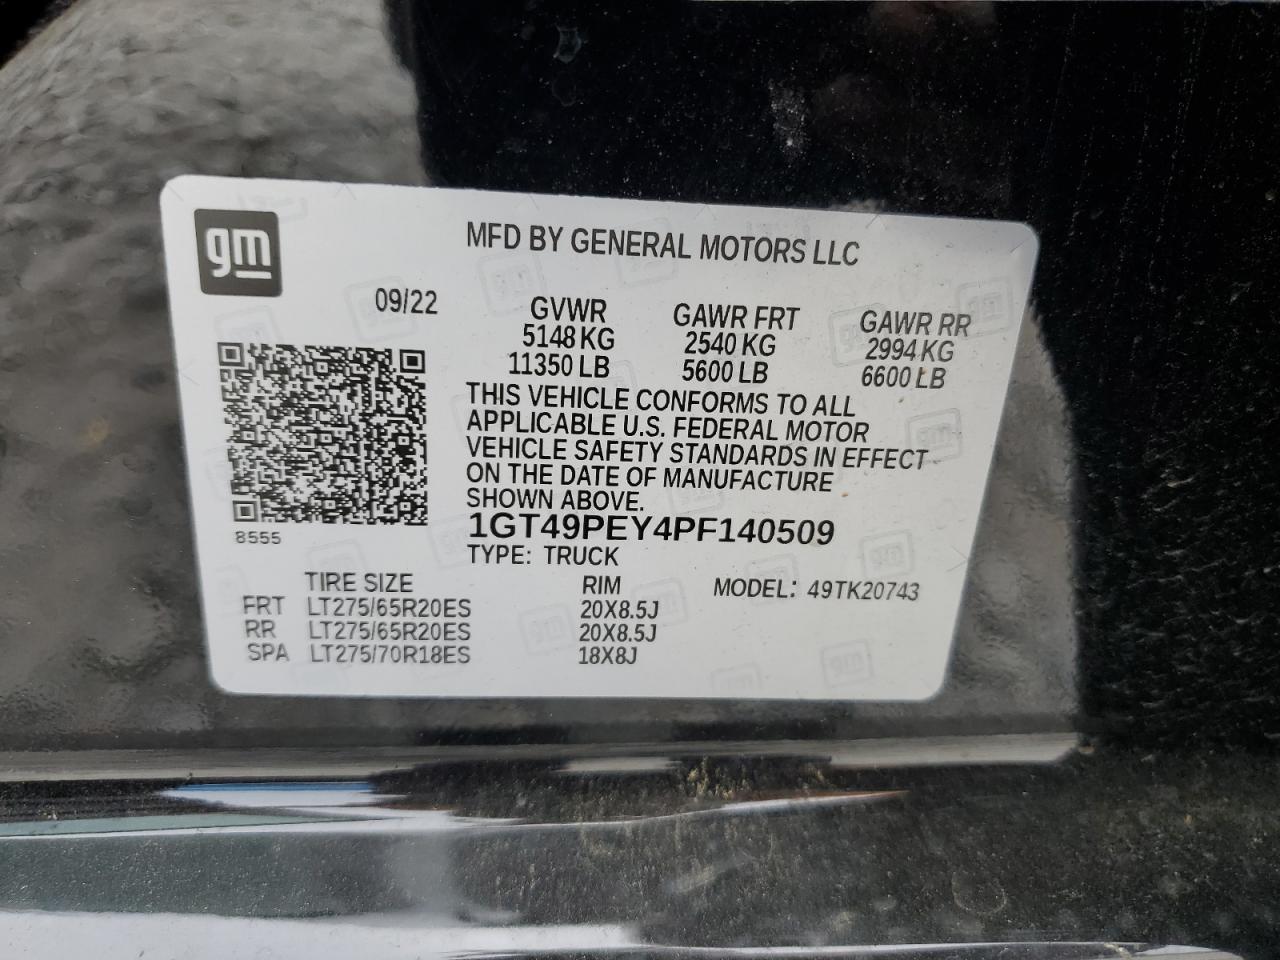 gm
MFD BY GENERAL MOTORS LLC
09/22
GVWR GAWR FRT GAWR RR
5148 KG 2540 KG 2994 KG
11350 LB 5600 LB 6600 LB
THIS VEHICLE CONFORMS TO ALL
APPLICABLE U.S. FEDERAL MOTOR
VEHICLE SAFETY STANDARDS IN EFFECT
ON THE DATE OF MANUFACTURE
SHOWN ABOVE.
1GT49PEY4PF140509
8555
TYPE: TRUCK
TIRE SIZE RIM MODEL: 49TK20743
FRT LT275/65R20ES 20X8.5J
RR LT275/65R20ES 20X8.5J
SPA LT275/70R18ES 18X8J